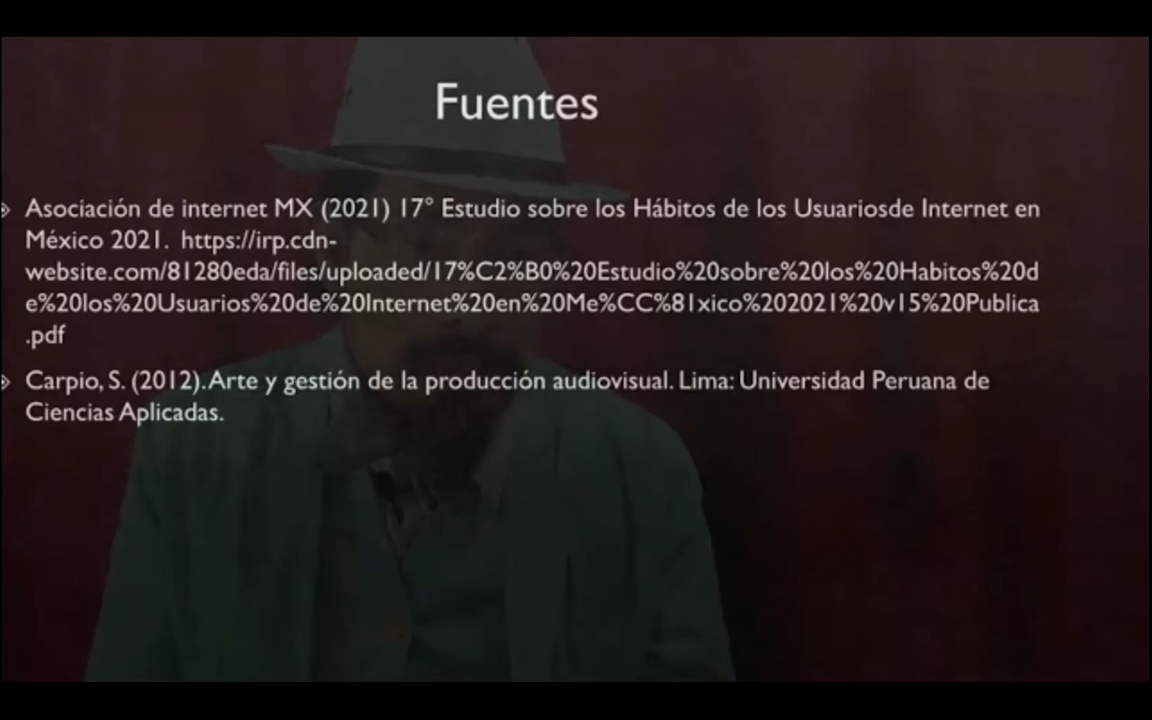 Fuentes
Asociación de internet MX (2021) 17° Estudio sobre los Hábitos de los Usuariosde Internet en
México 2021. https://irp.cdn-
website.com/81280eda/files/uploaded/17%C2%B0%20Estudio%20sobre%20los%20Habitos%20d
e%20los%20Usuarios%20de%20Internet%20en%20Me%CC%81xico%202021%20v15%20Publica
.pdf
Carpio, S. (2012). Arte y gestión de la producción audiovisual. Lima: Universidad Peruana de
Ciencias Aplicadas.